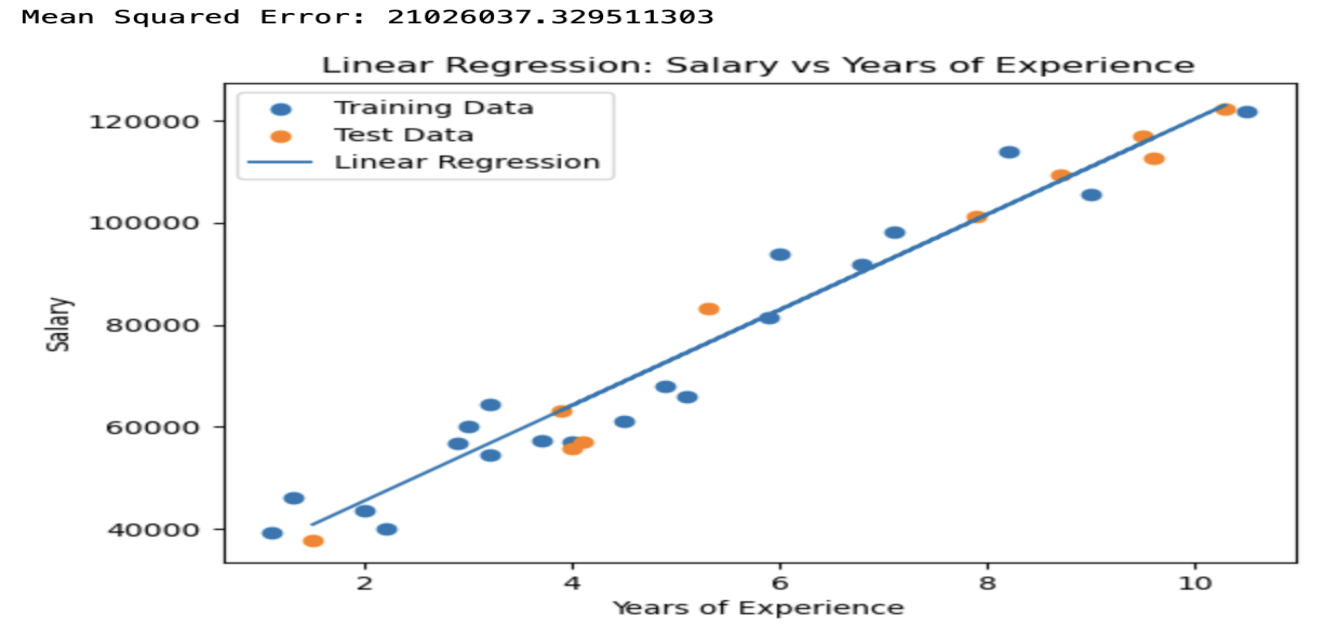 Mean Squared Error: 21026037.329511303
Linear Regression: Salary vs Years of Experience
Training Data
Test Data
Linear Regression
120000
100000
80000
60000
40000
Salary
2 4 6 8 10
Years of Experience